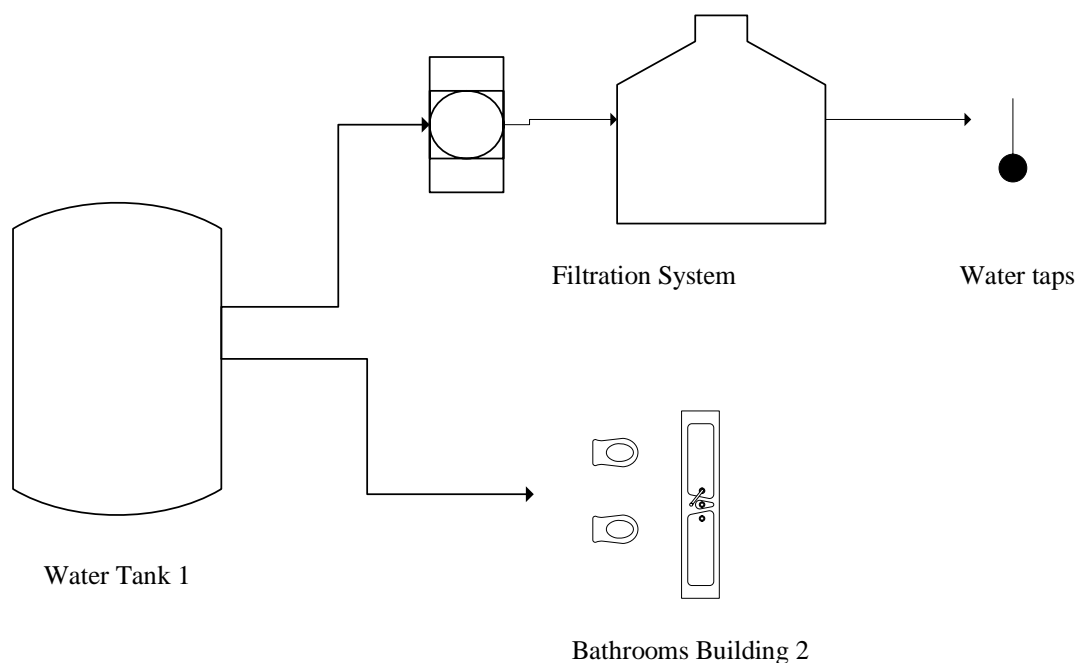 Filtration System
Water taps
Water Tank 1
Bathrooms Building 2